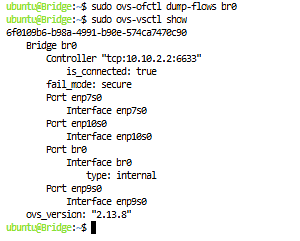 ubuntu@Bridge:~$ sudo ovs-ofctl dump-flows br0
ubuntu@Bridge:~$ sudo ovs-vsctl show
6f0109b6-b98a-4991-b90e-574ca7470c90
    Bridge br0
        Controller "tcp:10.10.2.2:6633"
            is_connected: true
        fail_mode: secure
        Port enp7s0
            Interface enp7s0
        Port enp10s0
            Interface enp10s0
        Port br0
            Interface br0
                type: internal
        Port enp9s0
            Interface enp9s0
    ovs_version: "2.13.8"
ubuntu@Bridge:~$